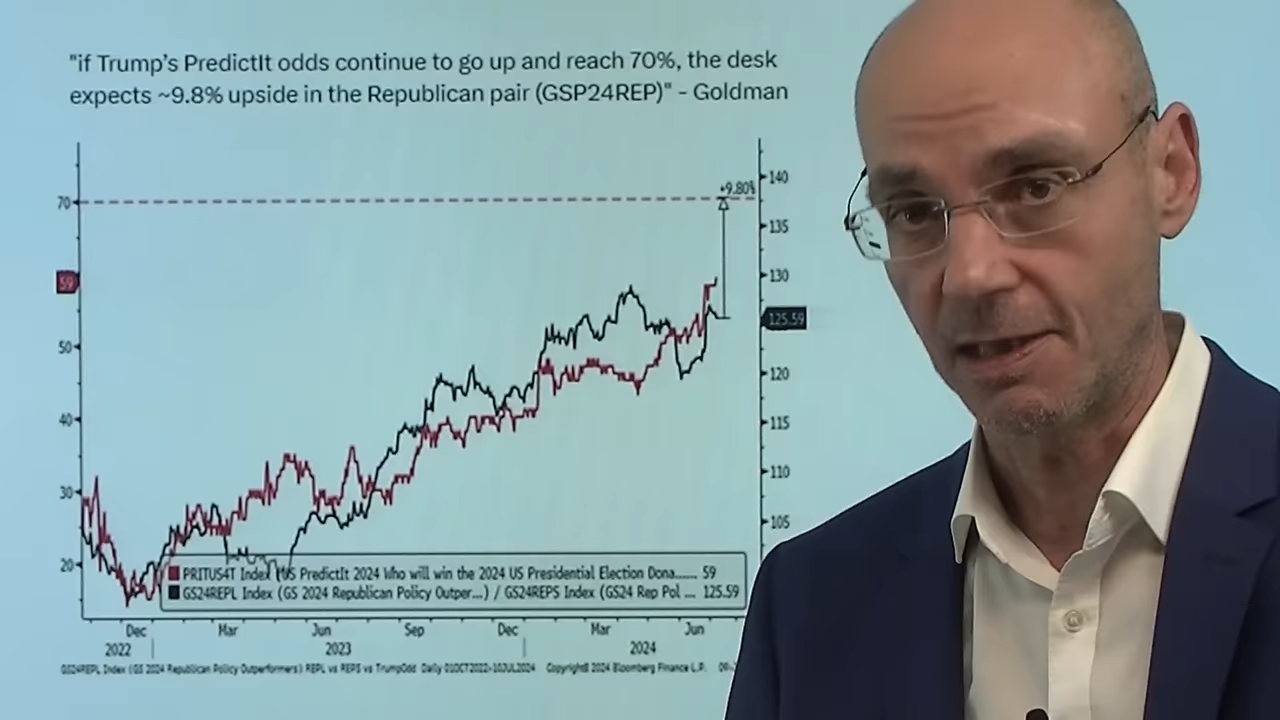 "if Trump's PredictIt odds continue to go up and reach 70%, the desk
expects ~9.8% upside in the Republican pair (GSP24REP)" - Goldman
+9.80%
70
59
50
40
30
20
140
135
130
125.59
120
115
110
105
PRITUS4T Index (US PredictIt 2024 Who will win the 2024 US Presidential Election Dona...... 59
GS24REPL Index (GS 2024 Republican Policy Outper...) / GS24REPS Index (GS24 Rep Pol ... 125.59
Dec Mar Jun Sep Dec Mar Jun
2022 2023 2024
GS24REPL Index (GS 2024 Republican Policy Outperformers) REPL vs REPS vs TrumpOdd Daily 01OCT2022-10JUL2024 Copyright© 2024 Bloomberg Finance L.P.